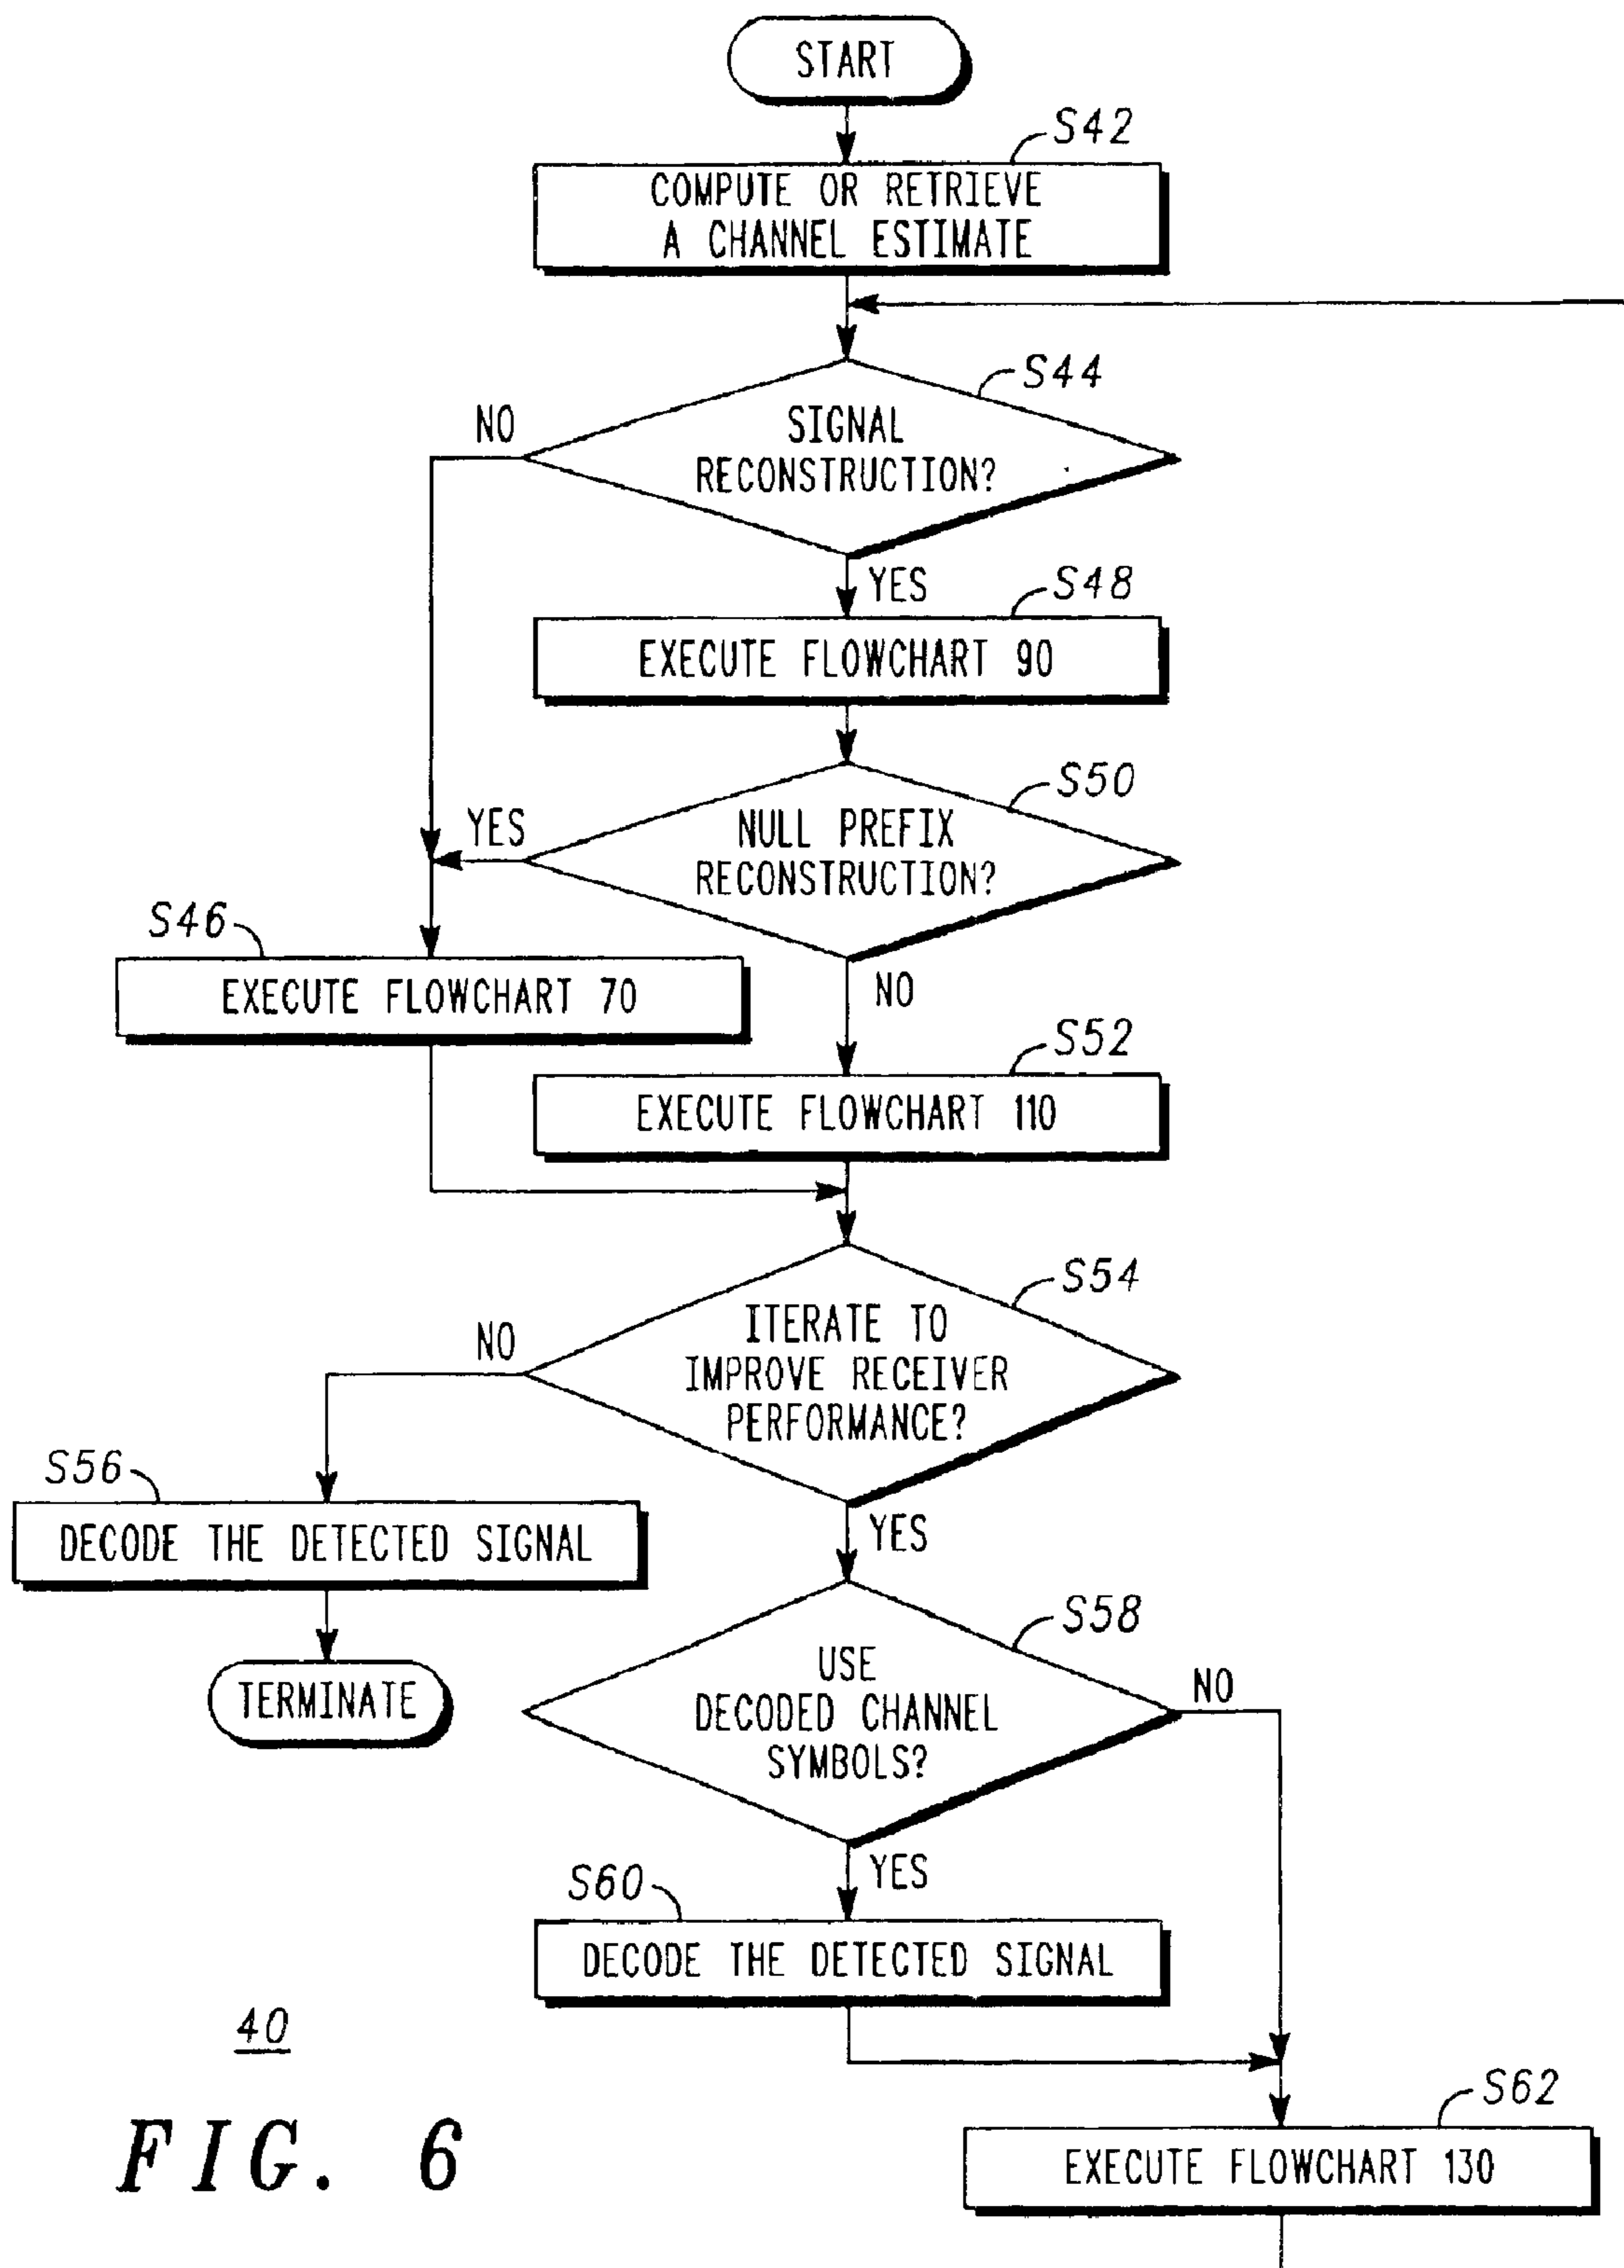 START
S42
COMPUTE OR RETRIEVE
A CHANNEL ESTIMATE
S44
NO
SIGNAL
RECONSTRUCTION?
YES
S48
EXECUTE FLOWCHART 90
S50
YES
NULL PREFIX
RECONSTRUCTION?
S46
NO
EXECUTE FLOWCHART 70
S52
EXECUTE FLOWCHART 110
S54
NO
ITERATE TO
IMPROVE RECEIVER
PERFORMANCE?
S56
YES
DECODE THE DETECTED SIGNAL
S58
USE
NO
DECODED CHANNEL
SYMBOLS?
TERMINATE
YES
S60
DECODE THE DETECTED SIGNAL
40
S62
FIG. 6
EXECUTE FLOWCHART 130